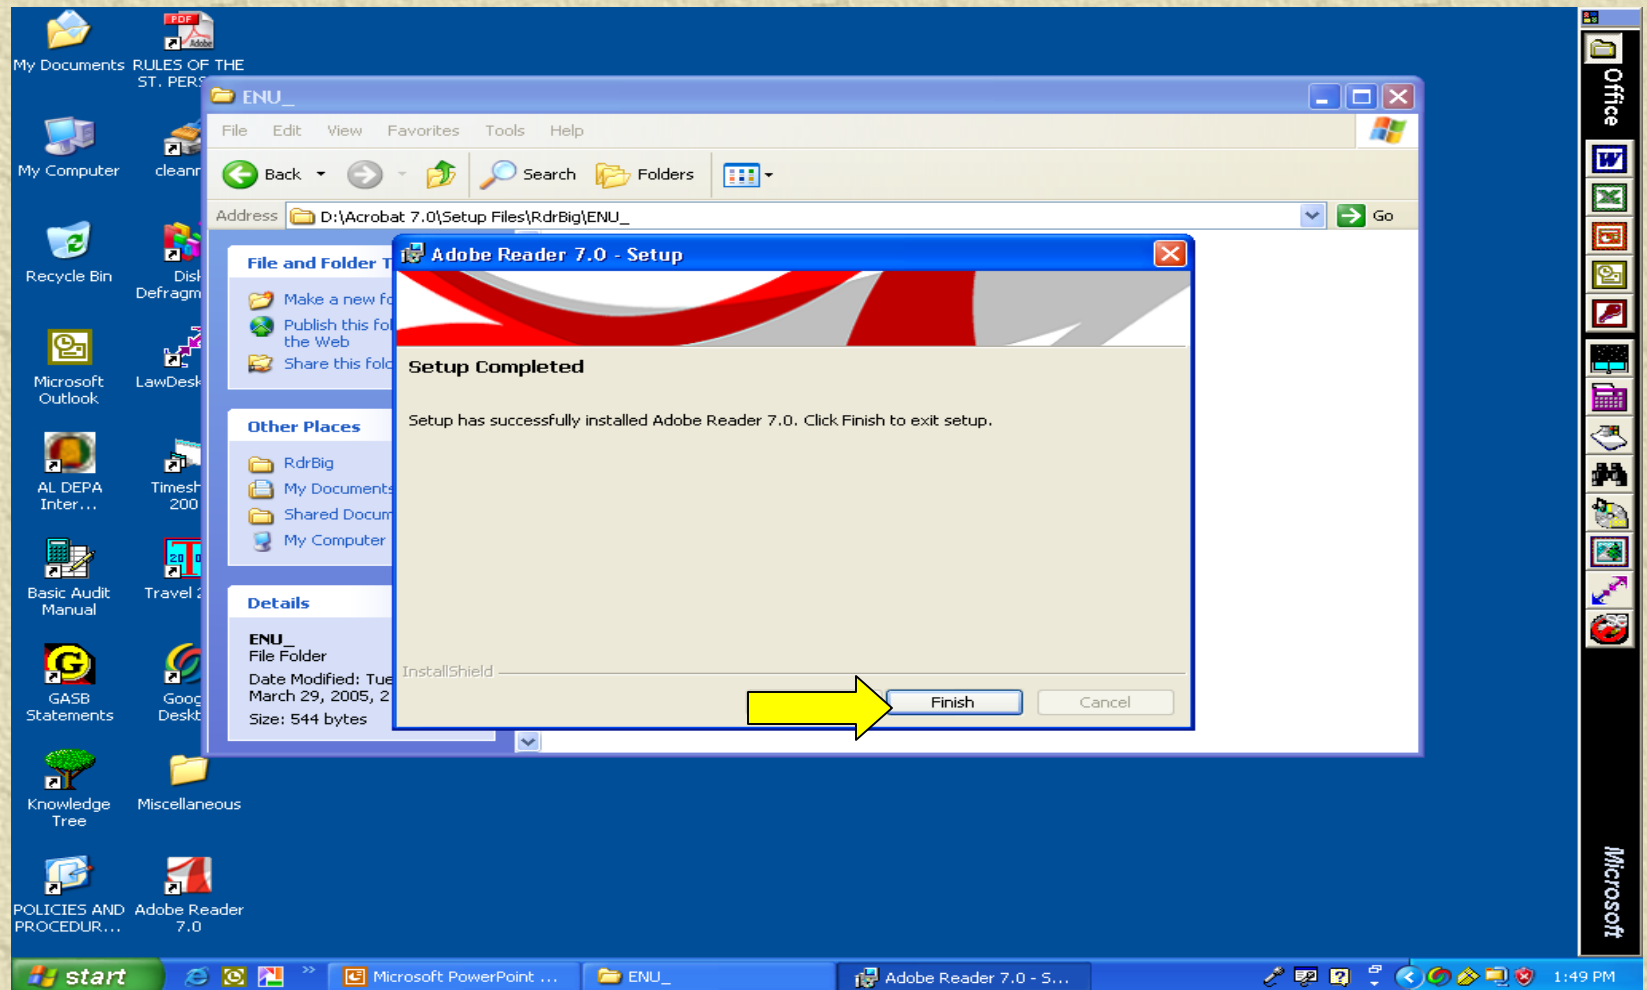 My Documents
PDF
Adobe
RULES OF THE
ST. PERS
My Computer
cleanr
Recycle Bin
Disk
Defragm
Microsoft
Outlook
LawDesk
AL DEPA
Inter...
Timesh
200
Basic Audit
Manual
20 0
Travel 2
G
GASB
Statements
Goog
Deskt
Knowledge
Tree
Miscellaneous
POLICIES AND
PROCEDUR...
Adobe Reader
7.0
ENU_
File Edit View Favorites Tools Help
Back Search Folders
Address D:\Acrobat 7.0\Setup Files\RdrBig\ENU_ Go
File and Folder T
Make a new fo
Publish this fol
the Web
Share this fold
Other Places
RdrBig
My Documents
Shared Docum
My Computer
Details
ENU_
File Folder
Date Modified: Tue
March 29, 2005, 2
Size: 544 bytes
Adobe Reader 7.0 - Setup
Setup Completed
Setup has successfully installed Adobe Reader 7.0. Click Finish to exit setup.
InstallShield
Finish Cancel
Office
W
Microsoft
start Microsoft PowerPoint ... ENU_ Adobe Reader 7.0 - S... 1:49 PM